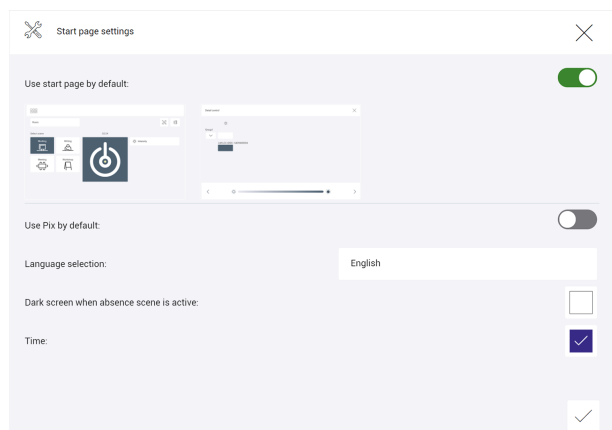 Start page settings
Use start page by default:
Use Pix by default:
Language selection:
English
Dark screen when absence scene is active:
Time: